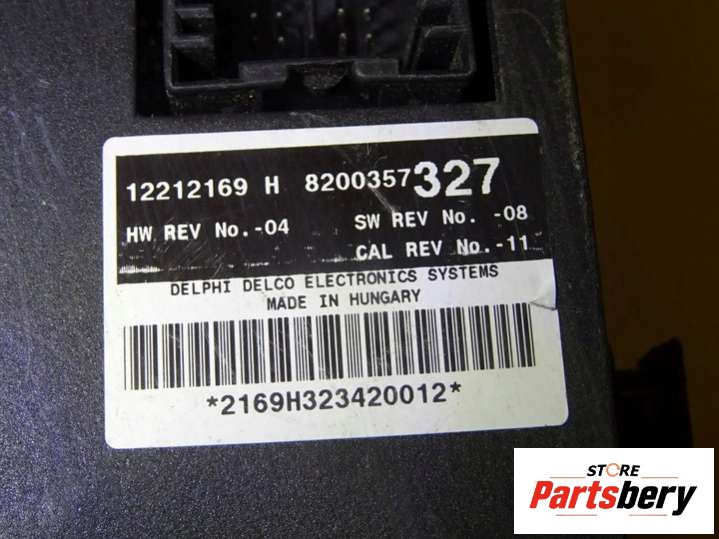 12212169 H 8200357327
HW REV No.-04 SW REV No. -08
CAL REV No.-11
DELPHI DELCO ELECTRONICS SYSTEMS
MADE IN HUNGARY
*2169H323420012*
STORE
Partsbery